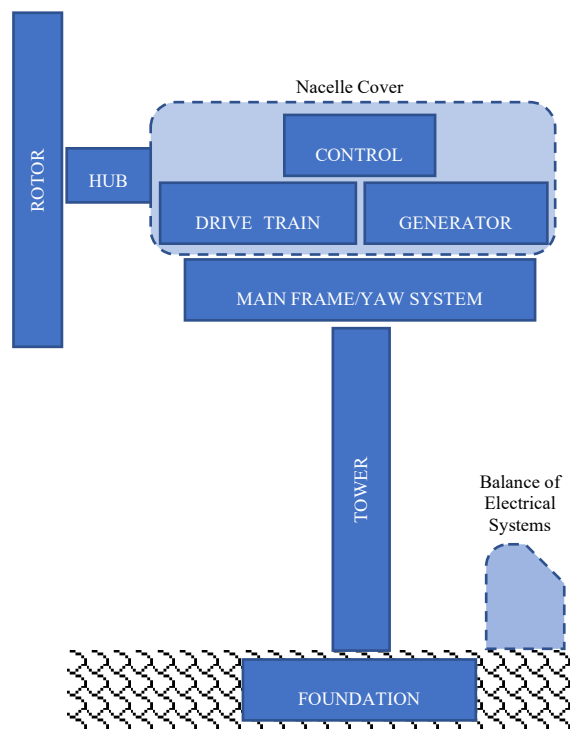 Nacelle Cover
ROTOR
CONTROL
HUB
DRIVE TRAIN
GENERATOR
MAIN FRAME/YAW SYSTEM
TOWER
Balance of
Electrical
Systems
FOUNDATION